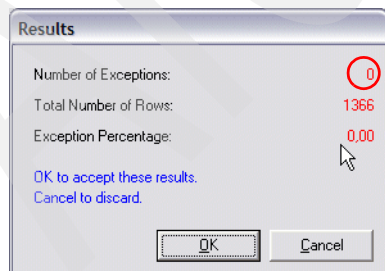 Results
Number of Exceptions: 0
Total Number of Rows: 1366
Exception Percentage: 0,00
OK to accept these results.
Cancel to discard.
OK Cancel